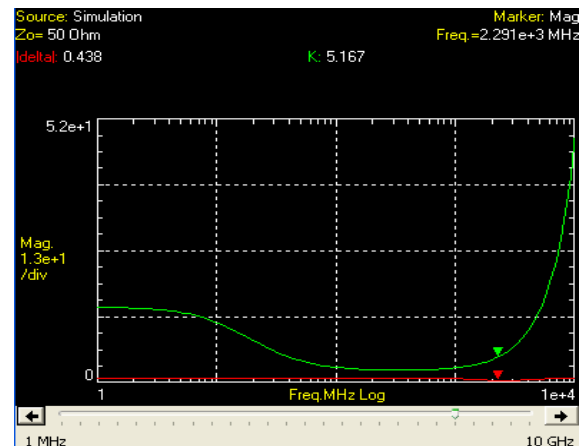 Source: Simulation Marker: Mag
Zo= 50 Ohm Freq.=2.291e+3 MHz
|delta|: 0.438 K: 5.167
5.2e+1
Mag.
1.3e+1
/div
0
1 Freq.MHz Log 1e+4
1 MHz 10 GHz